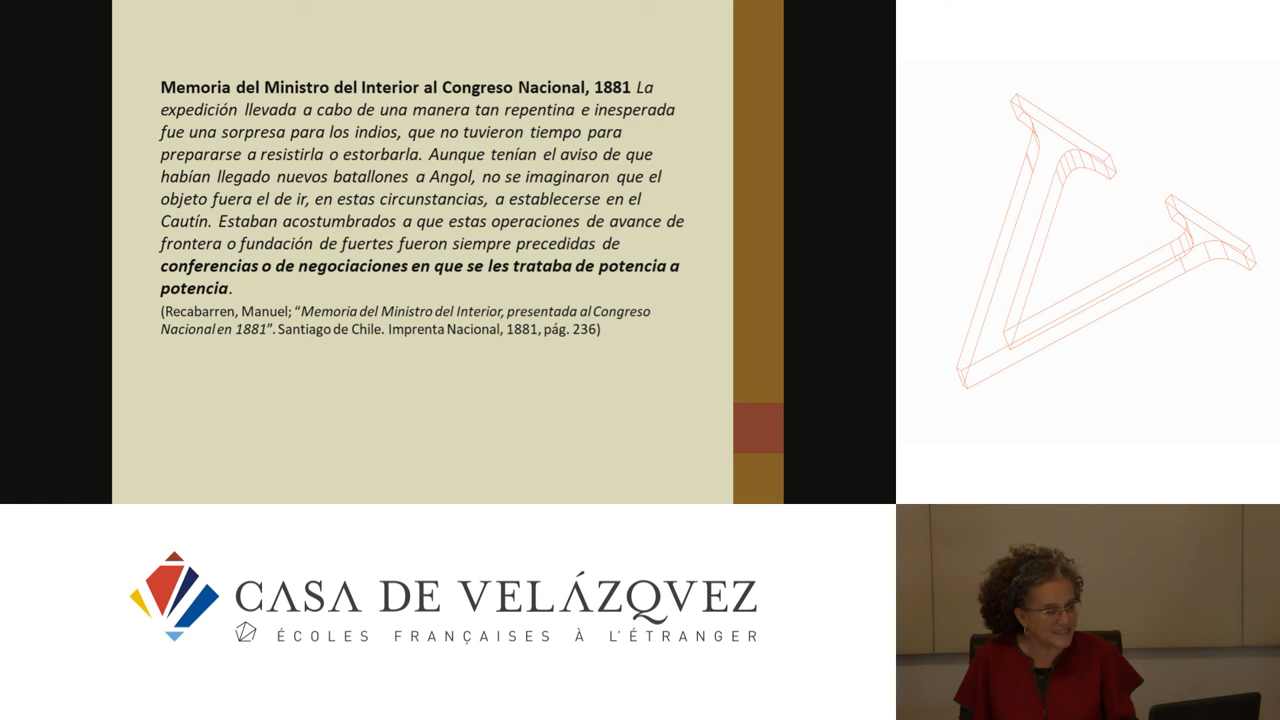 Memoria del Ministro del Interior al Congreso Nacional, 1881 La
expedición llevada a cabo de una manera tan repentina e inesperada
fue una sorpresa para los indios, que no tuvieron tiempo para
prepararse a resistirla o estorbarla. Aunque tenían el aviso de que
habían llegado nuevos batallones a Angol, no se imaginaron que el
objeto fuera el de ir, en estas circunstancias, a establecerse en el
Cautín. Estaban acostumbrados a que estas operaciones de avance de
frontera o fundación de fuertes fueron siempre precedidas de
conferencias o de negociaciones en que se les trataba de potencia a
potencia.
(Recabarren, Manuel; “Memoria del Ministro del Interior, presentada al Congreso
Nacional en 1881”. Santiago de Chile. Imprenta Nacional, 1881, pág. 236)
CASA DE VELÁZQVEZ
ÉCOLES FRANÇAISES À L'ÉTRANGER